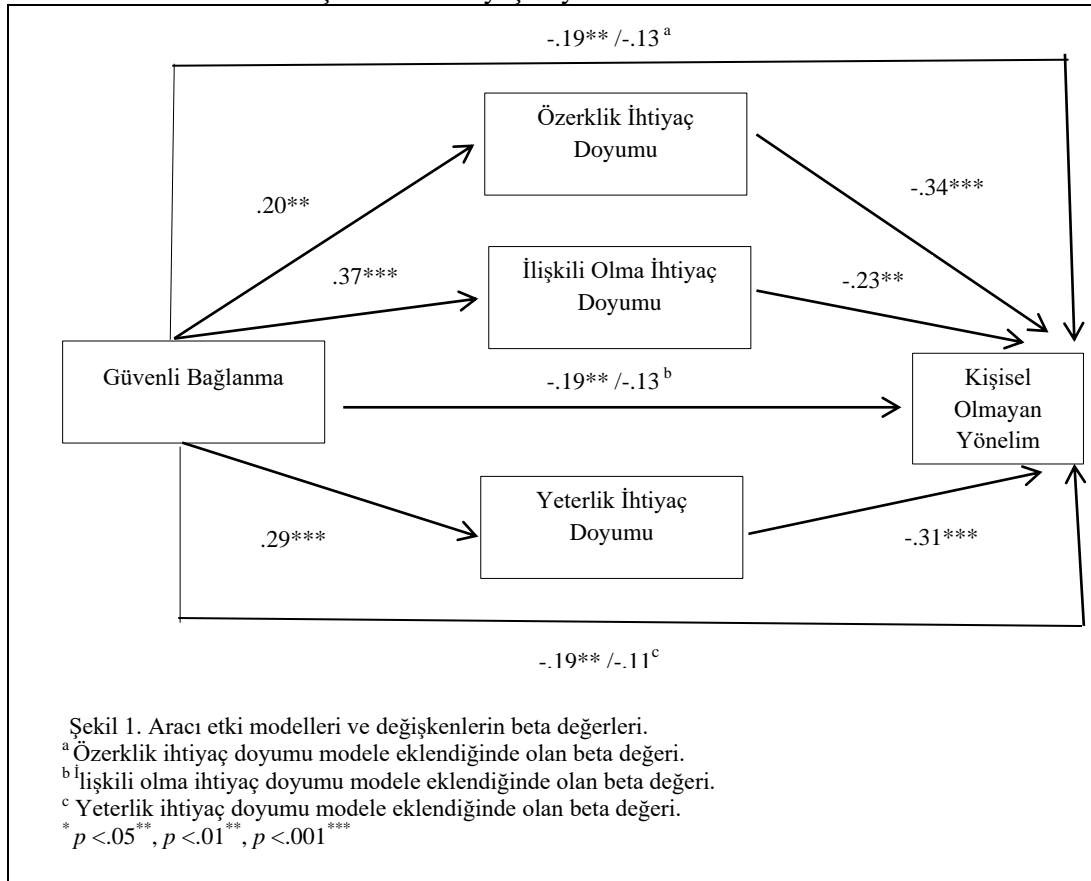 -.19** /-.13 a
Özerklik İhtiyaç
Doyumu
.20**
-.34***
.37***
İlişkili Olma İhtiyaç
Doyumu
-.23**
Güvenli Bağlanma
-.19** /-.13 b
Kişisel
Olmayan
Yönelim
Yeterlik İhtiyaç
Doyumu
.29***
-.31***
-.19** /-.11c
Şekil 1. Aracı etki modelleri ve değişkenlerin beta değerleri.
a Özerklik ihtiyaç doyumu modele eklendiğinde olan beta değeri.
b İlişkili olma ihtiyaç doyumu modele eklendiğinde olan beta değeri.
c Yeterlik ihtiyaç doyumu modele eklendiğinde olan beta değeri.
* p <.05**, p <.01**, p <.001***